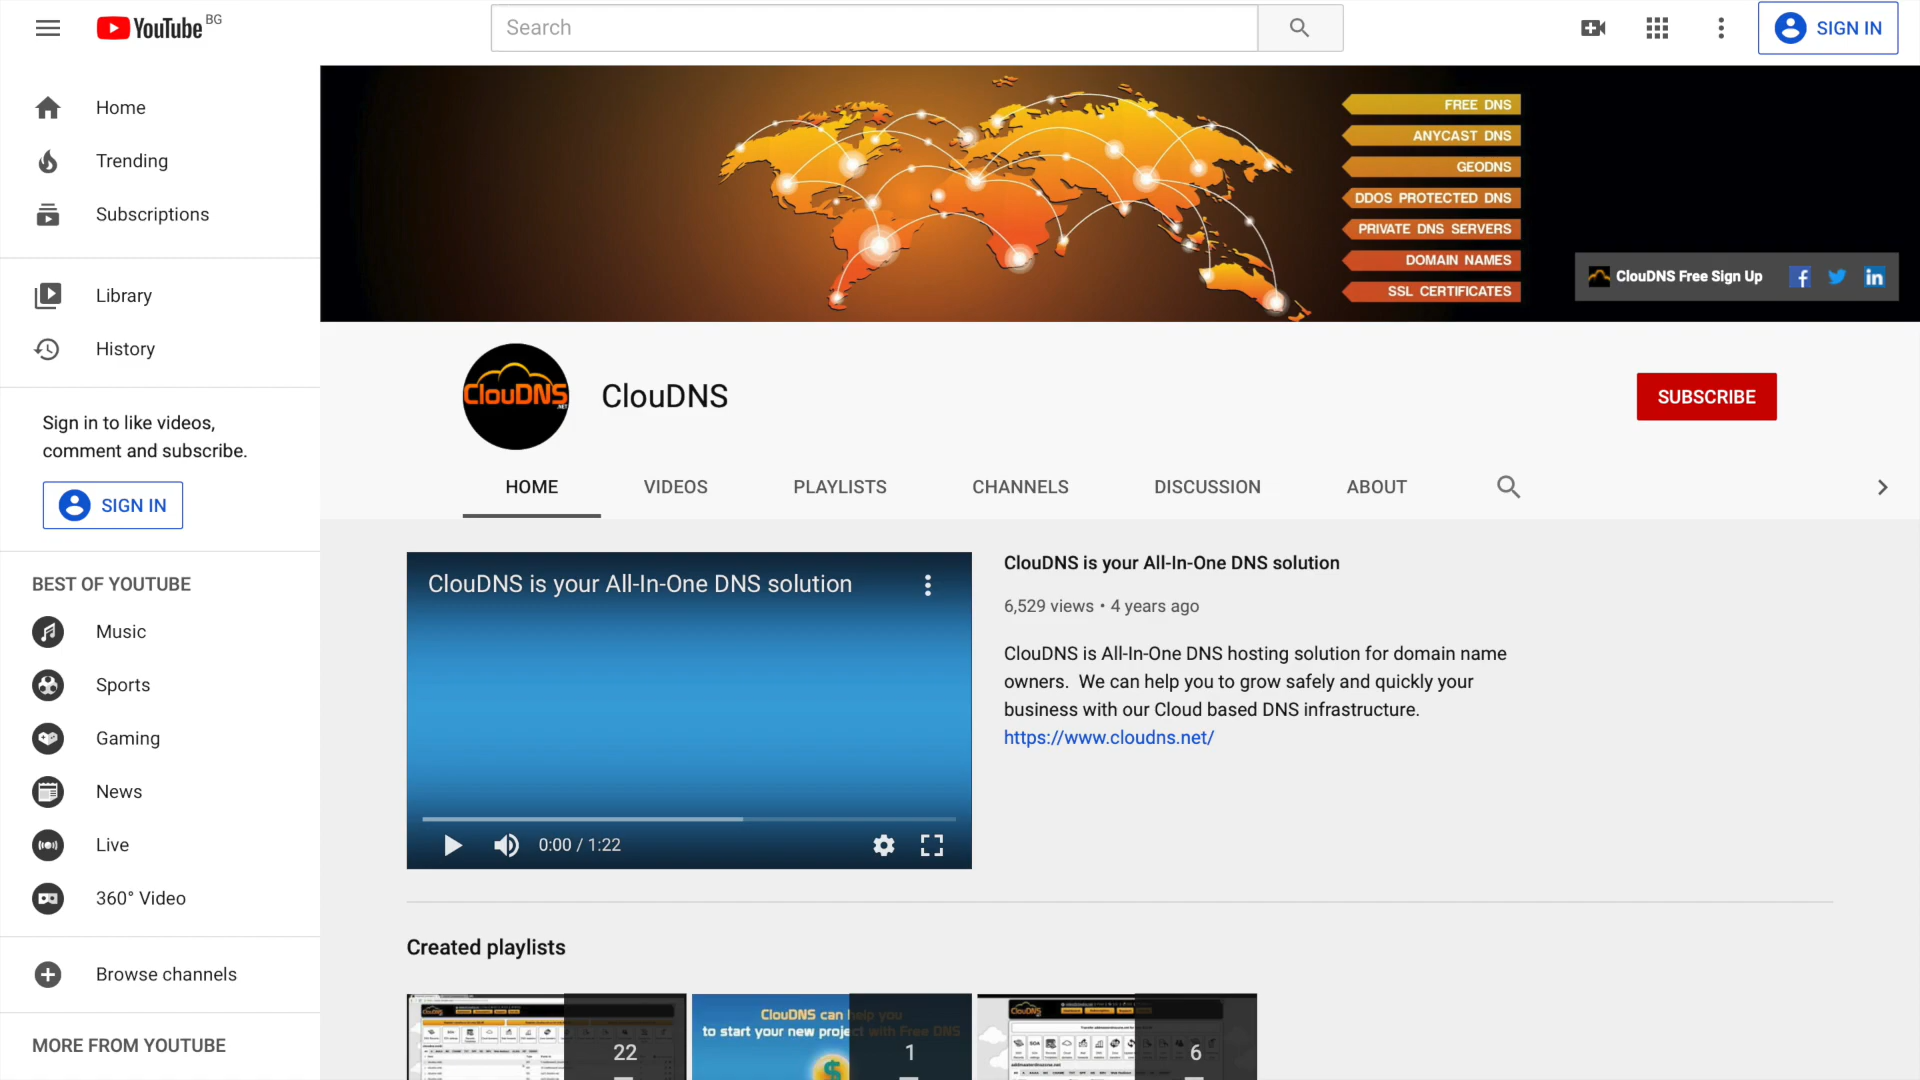 YouTube BG
Search
SIGN IN
Home
Trending
Subscriptions
Library
History
Sign in to like videos,
comment and subscribe.
SIGN IN
BEST OF YOUTUBE
Music
Sports
Gaming
News
Live
360° Video
Browse channels
MORE FROM YOUTUBE
FREE DNS
ANYCAST DNS
GEODNS
DDOS PROTECTED DNS
PRIVATE DNS SERVERS
DOMAIN NAMES
SSL CERTIFICATES
ClouDNS Free Sign Up
ClouDNS
.NET
ClouDNS
SUBSCRIBE
HOME VIDEOS PLAYLISTS CHANNELS DISCUSSION ABOUT
ClouDNS is your All-In-One DNS solution
0:00 / 1:22
ClouDNS is your All-In-One DNS solution
6,529 views • 4 years ago
ClouDNS is All-In-One DNS hosting solution for domain name
owners. We can help you to grow safely and quickly your
business with our Cloud based DNS infrastructure.
https://www.cloudns.net/
Created playlists
22
ClouDNS can help you
to start your new project with Free DNS
1
6